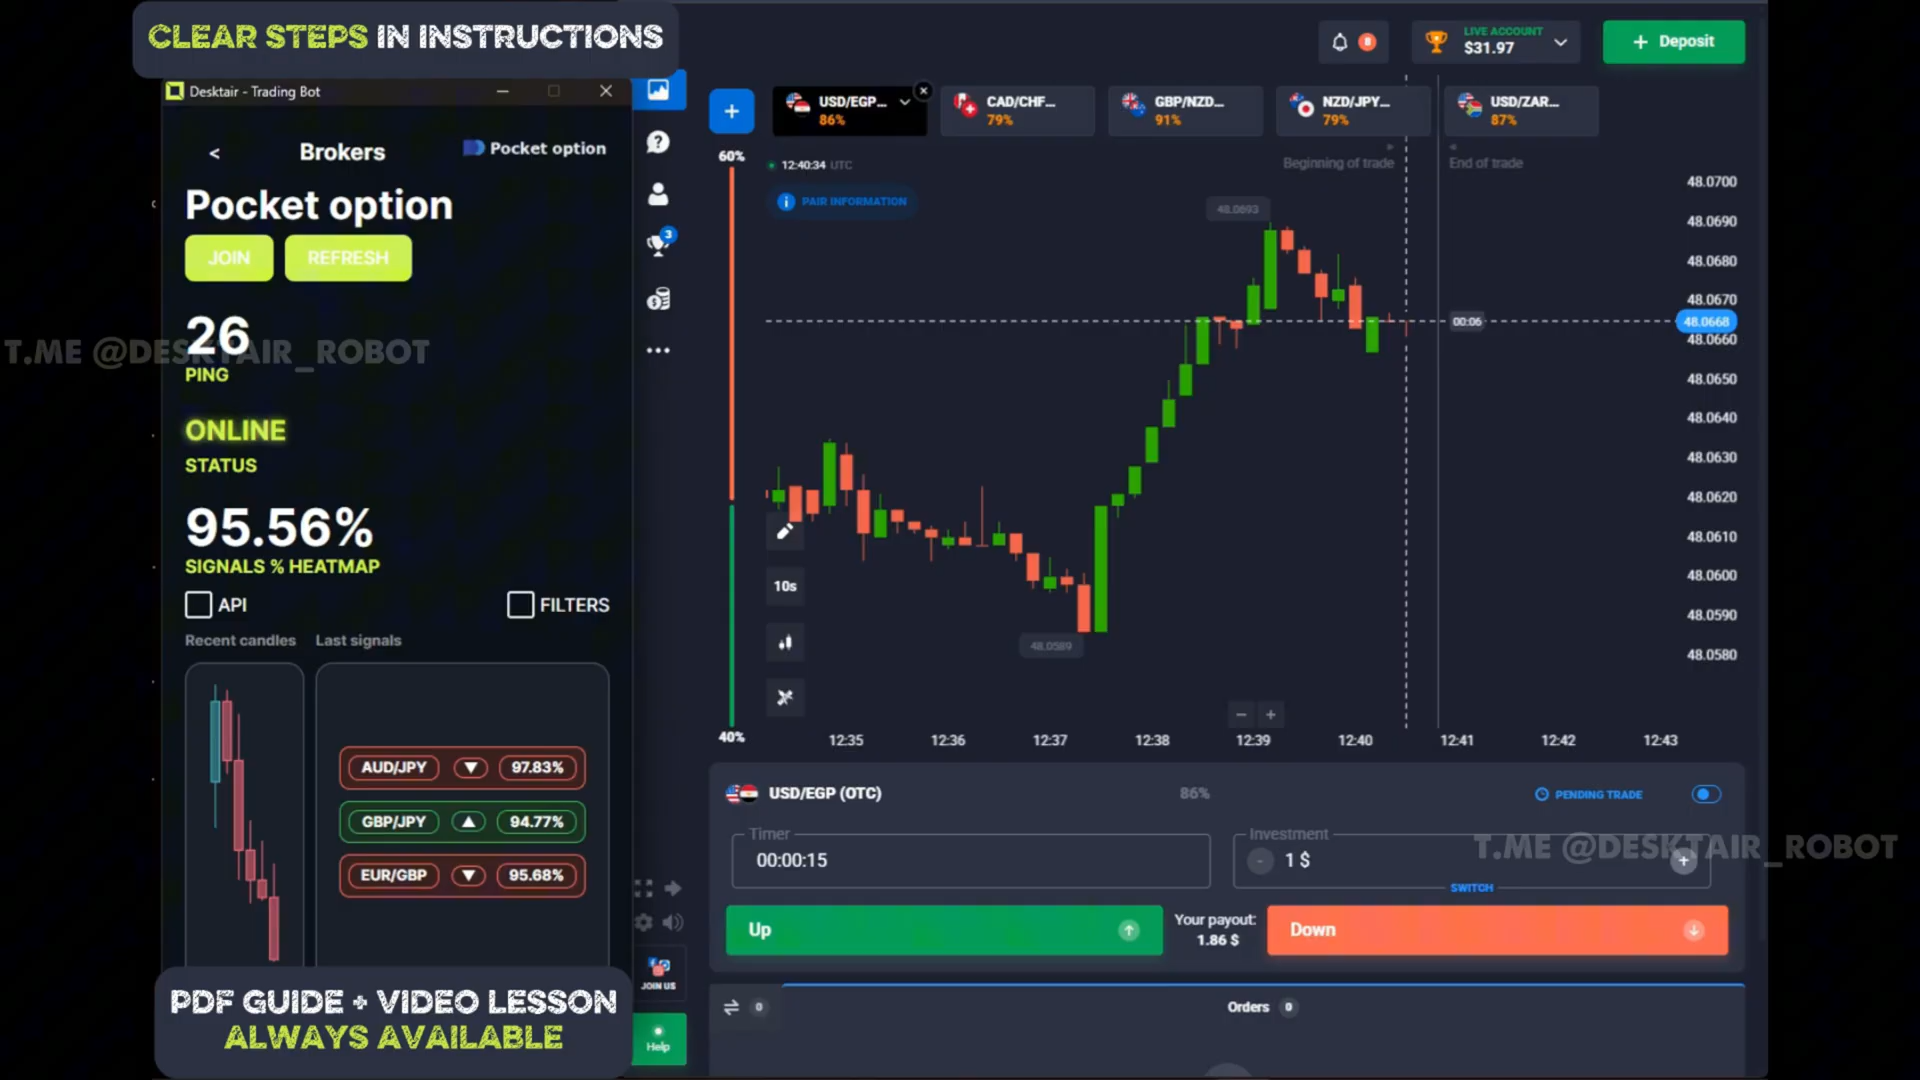 CLEAR STEPS IN INSTRUCTIONS
Desktair - Trading Bot
< Brokers Pocket option
Pocket option
JOIN REFRESH
26
PING
ONLINE
STATUS
95.56%
SIGNALS % HEATMAP
API FILTERS
Recent candles Last signals
AUD/JPY ▼ 97.83%
GBP/JPY ▲ 94.77%
EUR/GBP ▼ 95.68%
PDF GUIDE + VIDEO LESSON
ALWAYS AVAILABLE
T.ME @DESKTAIR_ROBOT
3
JOIN US
Help
LIVE ACCOUNT
$31.97
+ Deposit
USD/EGP...
86%
CAD/CHF...
79%
GBP/NZD...
91%
NZD/JPY...
79%
USD/ZAR...
87%
60%
12:40:34 UTC
Beginning of trade
End of trade
PAIR INFORMATION
48.0693
00:06
48.0589
10s
40%
48.0700
48.0690
48.0680
48.0670
48.0668
48.0660
48.0650
48.0640
48.0630
48.0620
48.0610
48.0600
48.0590
48.0580
12:35 12:36 12:37 12:38 12:39 12:40 12:41 12:42 12:43
USD/EGP (OTC) 86% PENDING TRADE
Timer
00:00:15
Investment
- 1 $ +
SWITCH
T.ME @DESKTAIR_ROBOT
Up
Your payout:
1.86 $
Down
0
Orders 0